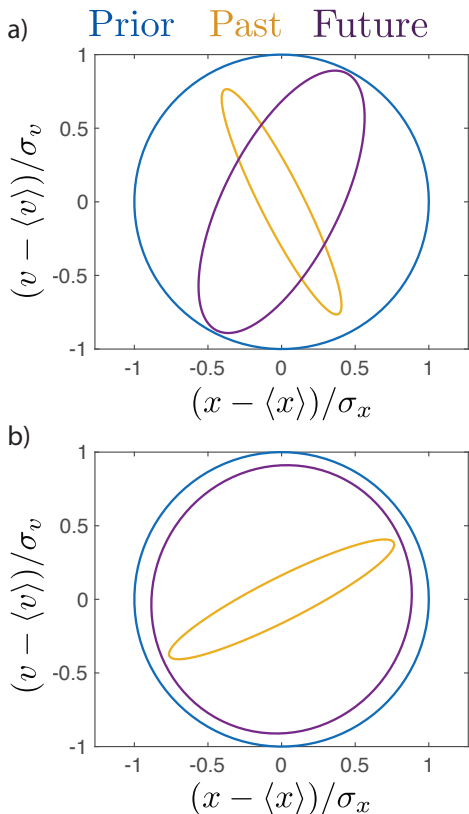 a) Prior Past Future
1
0.5
0
-0.5
-1
(v − ⟨v⟩)/σ_v
-1 -0.5 0 0.5 1
(x − ⟨x⟩)/σ_x
b)
1
0.5
0
-0.5
-1
(v − ⟨v⟩)/σ_v
-1 -0.5 0 0.5 1
(x − ⟨x⟩)/σ_x